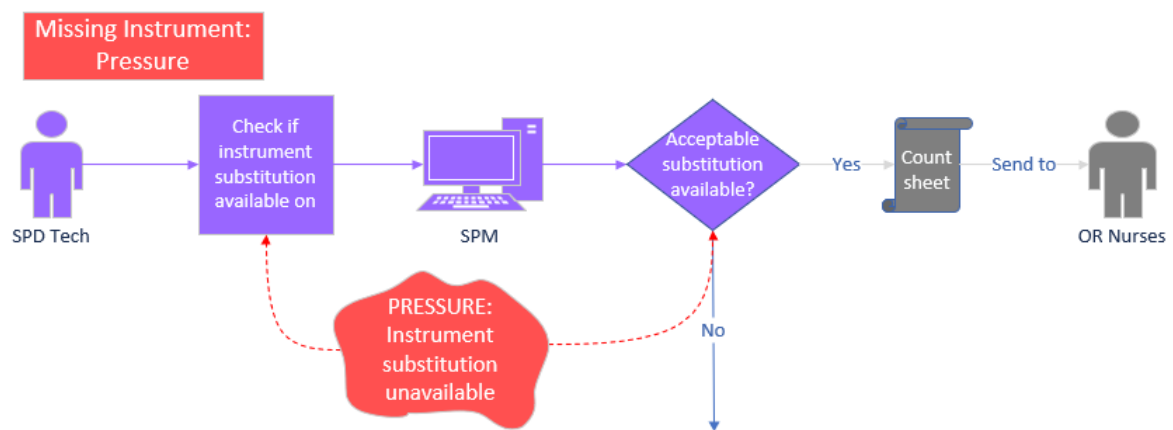 Missing Instrument:
Pressure
Check if
instrument
substitution
available on
Acceptable
substitution
available?
Yes
Count
sheet
Send to
SPD Tech
SPM
OR Nurses
PRESSURE:
Instrument
substitution
unavailable
No